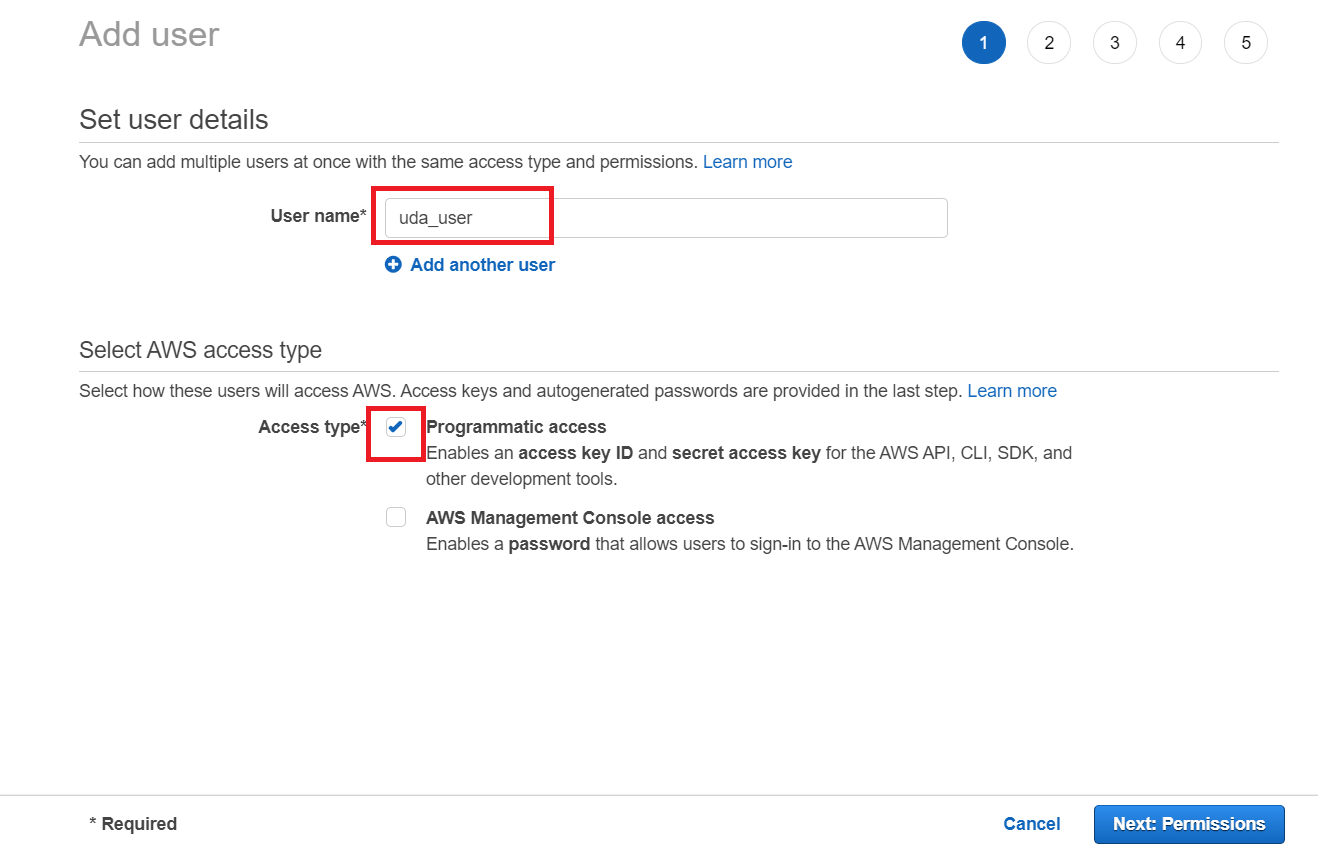 Add user
1 2 3 4 5
Set user details
You can add multiple users at once with the same access type and permissions. Learn more
User name* uda_user
Add another user
Select AWS access type
Select how these users will access AWS. Access keys and autogenerated passwords are provided in the last step. Learn more
Access type* Programmatic access
Enables an access key ID and secret access key for the AWS API, CLI, SDK, and
other development tools.
AWS Management Console access
Enables a password that allows users to sign-in to the AWS Management Console.
* Required Cancel Next: Permissions